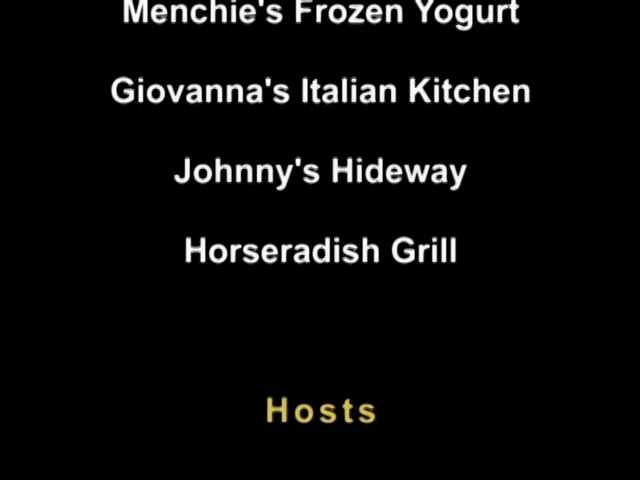 Menchie's Frozen Yogurt
Giovanna's Italian Kitchen
Johnny's Hideway
Horseradish Grill
Hosts